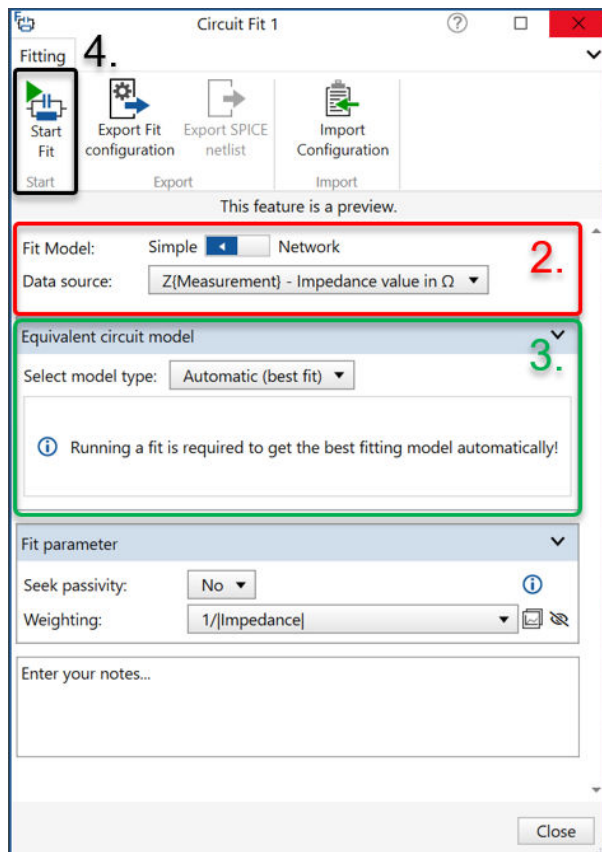 Circuit Fit 1
Fitting
4.
Start Fit
Export Fit configuration
Export SPICE netlist
Import Configuration
Start
Export
Import
This feature is a preview.
2.
Fit Model: Simple Network
Data source: Z{Measurement} - Impedance value in Ω
Equivalent circuit model
3.
Select model type: Automatic (best fit)
Running a fit is required to get the best fitting model automatically!
Fit parameter
Seek passivity: No
Weighting: 1/|Impedance|
Enter your notes...
Close